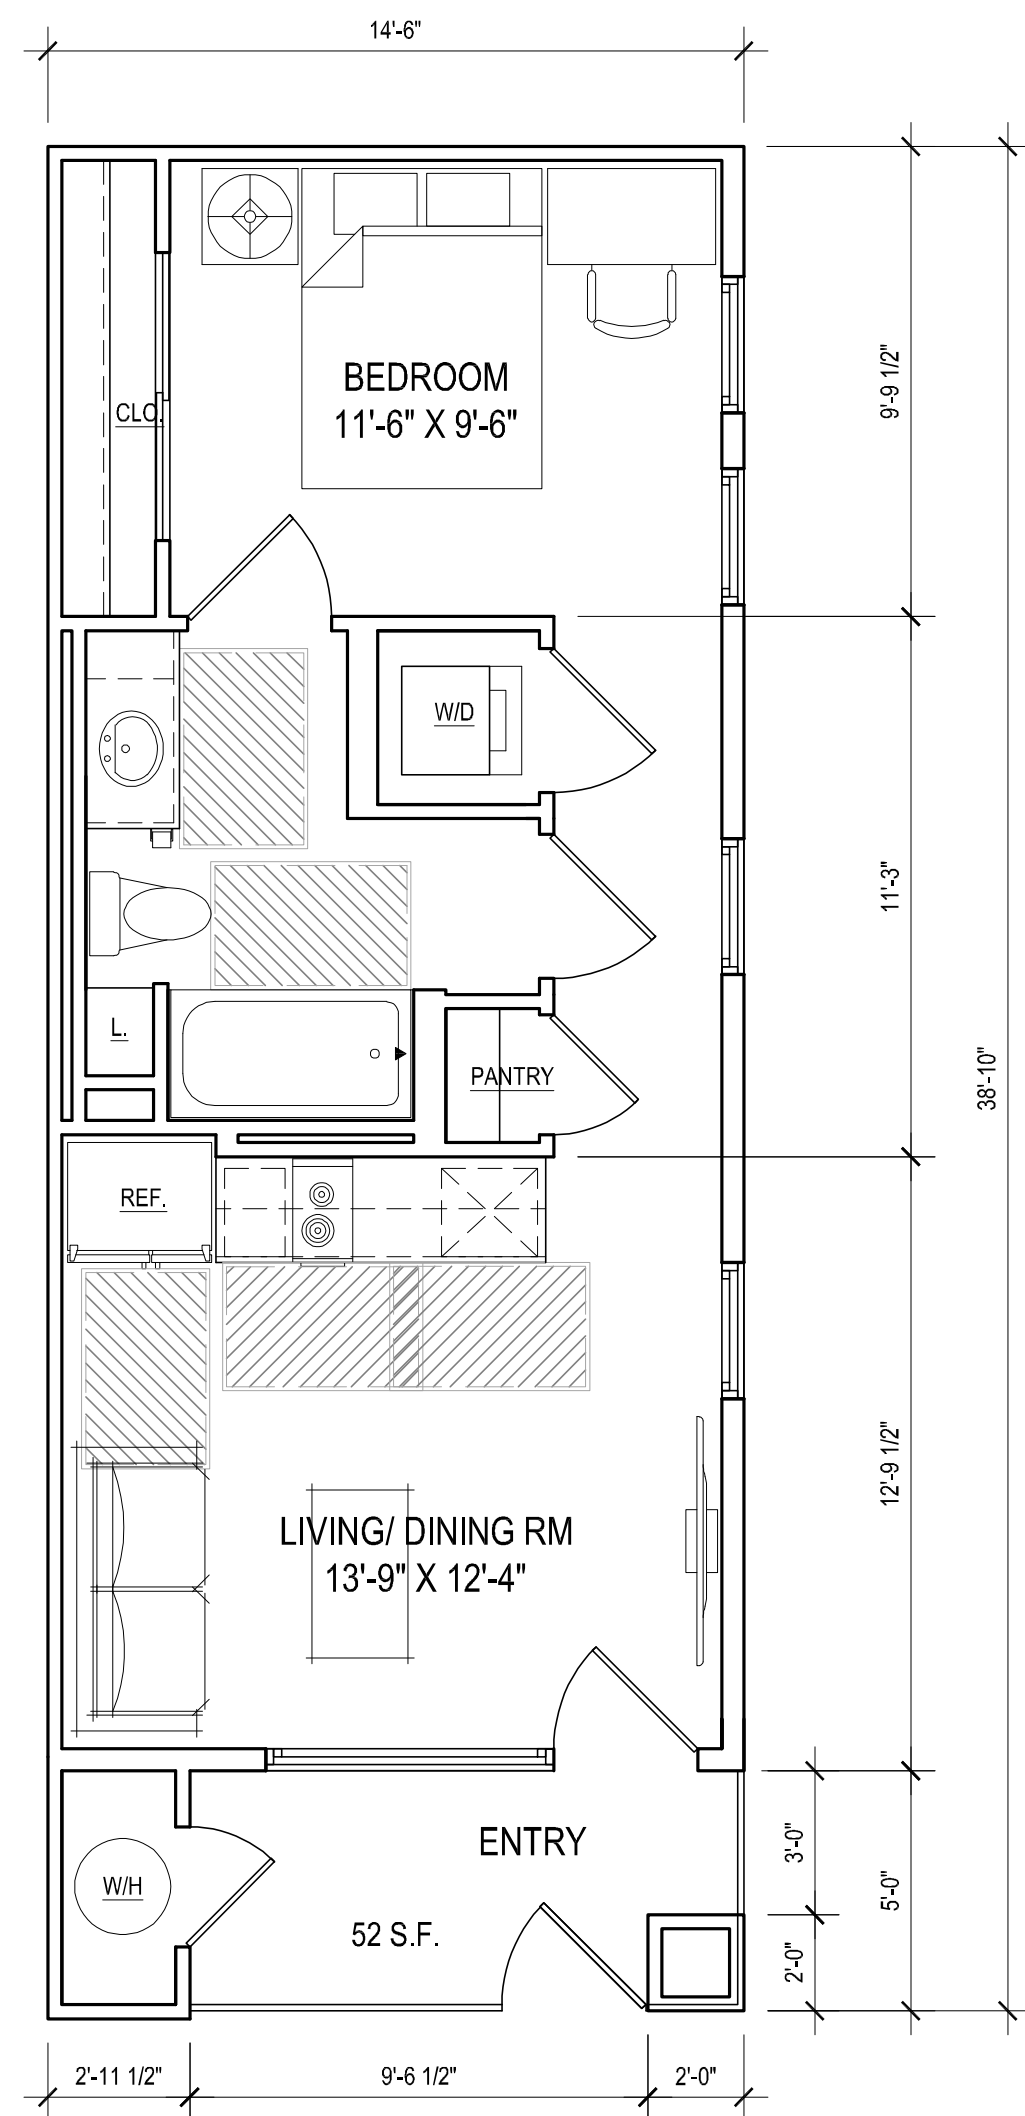 14'-6"
BEDROOM
11'-6" X 9'-6"
9'-9 1/2"
CLO.
W/D
11'-3"
L.
PANTRY
38'-10"
REF.
12'-9 1/2"
LIVING/ DINING RM
13'-9" X 12'-4"
ENTRY
3'-0"
5'-0"
W/H
52 S.F.
2'-0"
2'-11 1/2"
9'-6 1/2"
2'-0"